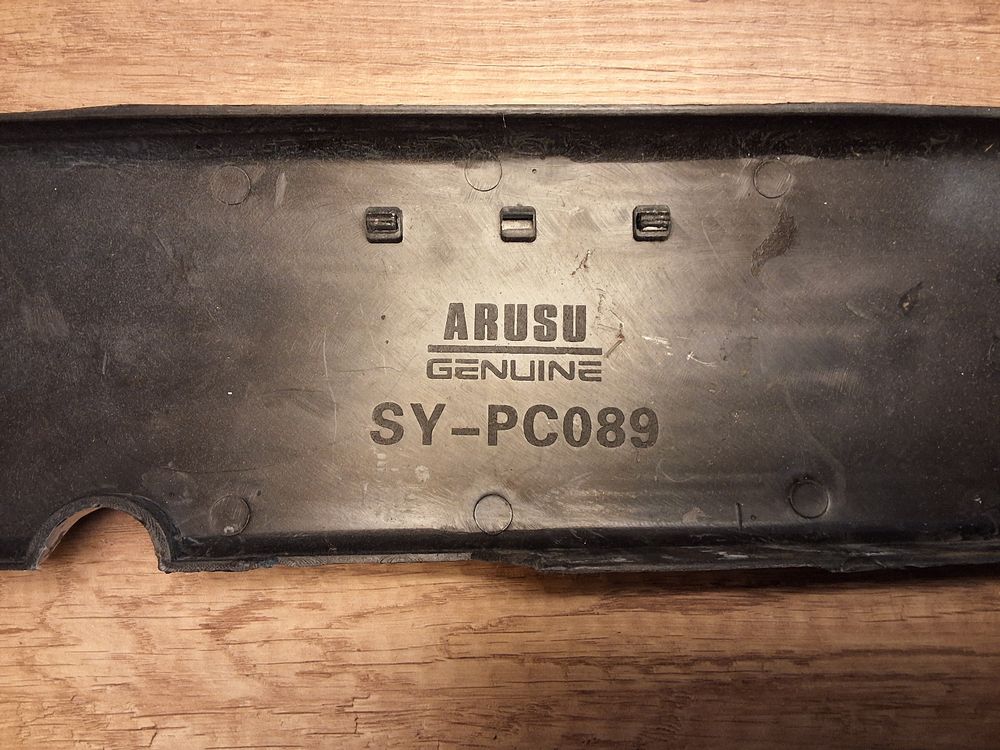 ARUSU
GENUINE
SY-PC089